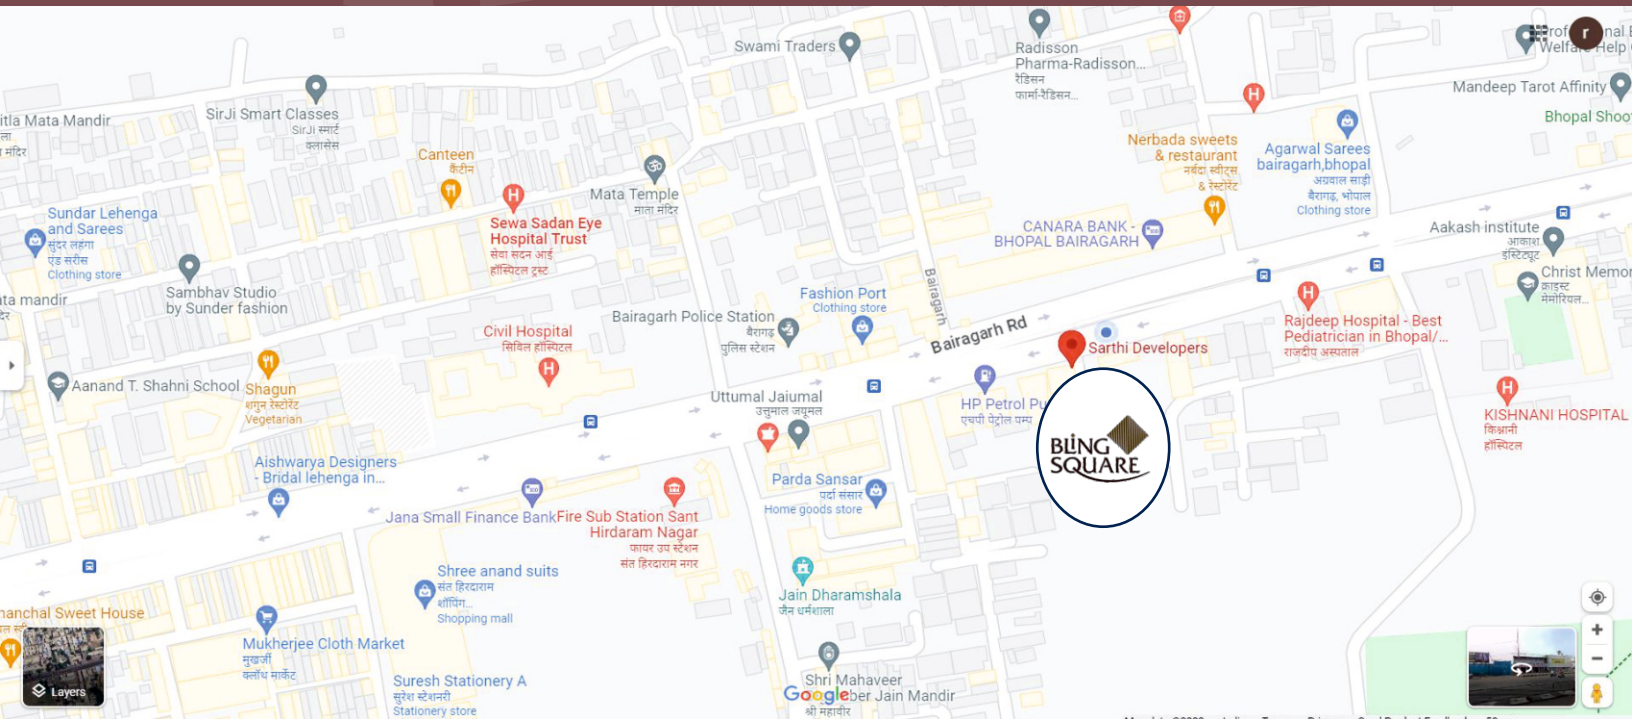 Swami Traders
Radisson
Pharma-Radisson...
रैडिसन
फार्मा-रैडिसन...
r
Mandeep Tarot Affinity
Bhopal Shoo
SirJi Smart Classes
SirJi स्मार्ट
क्लासेस
itla Mata Mandir
ला
मंदिर
Canteen
कैंटीन
Mata Temple
माता मंदिर
Nerbada sweets
& restaurant
नर्बदा स्वीट्स
& रेस्टोरेंट
Agarwal Sarees
bairagarh,bhopal
अग्रवाल साड़ी
बैरागढ़, भोपाल
Clothing store
Sundar Lehenga
and Sarees
सुंदर लहंगा
एंड सरीस
Clothing store
Sewa Sadan Eye
Hospital Trust
सेवा सदन आई
हॉस्पिटल ट्रस्ट
CANARA BANK -
BHOPAL BAIRAGARH
Aakash institute
आकाश
इंस्टिट्यूट
Christ Memor
क्राइस्ट
मेमोरियल...
Sambhav Studio
by Sunder fashion
ata mandir
Bairagarh
Fashion Port
Clothing store
Bairagarh Police Station
बैरागढ़
पुलिस स्टेशन
Bairagarh Rd
Sarthi Developers
Rajdeep Hospital - Best
Pediatrician in Bhopal/...
राजदीप अस्पताल
Civil Hospital
सिविल हॉस्पिटल
Aanand T. Shahni School
Shagun
शगुन रेस्टोरेंट
Vegetarian
Uttumal Jaiumal
उत्तुमाल जयूमल
HP Petrol Pu
एचपी पेट्रोल पम्प
BLING
SQUARE
KISHNANI HOSPITAL
किश्नानी
हॉस्पिटल
Aishwarya Designers
- Bridal lehenga in...
Parda Sansar
पर्दा संसार
Home goods store
Jana Small Finance Bank
Fire Sub Station Sant
Hirdaram Nagar
फायर उप स्टेशन
संत हिरदाराम नगर
Shree anand suits
संत हिरदाराम
शॉपिंग...
Shopping mall
Jain Dharamshala
जैन धर्मशाला
hanchal Sweet House
Mukherjee Cloth Market
मुखर्जी
क्लॉथ मार्केट
Suresh Stationery A
सुरेश स्टेशनरी
Stationery store
Shri Mahaveer
ber Jain Mandir
श्री महावीर
Google
Layers